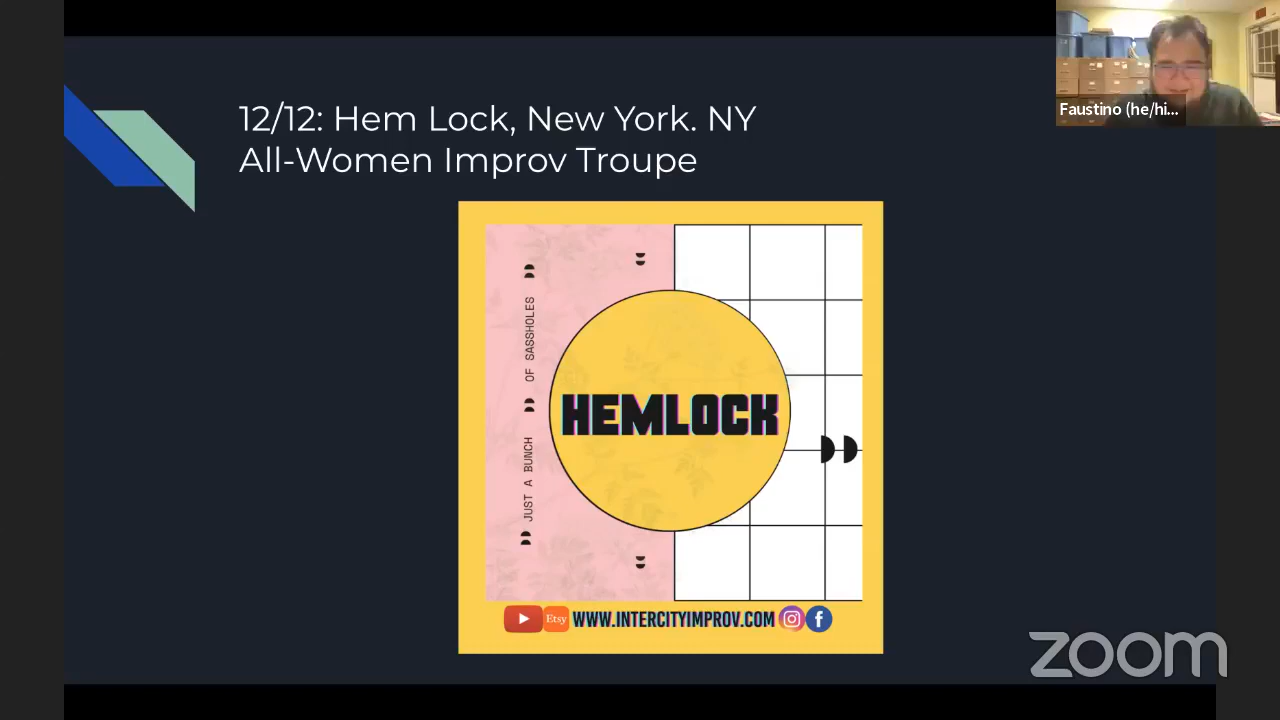 12/12: Hem Lock, New York. NY
All-Women Improv Troupe
Faustino (he/hi...
JUST A BUNCH OF SASSHOLES
HEMLOCK
Etsy WWW.INTERCITYIMPROV.COM
zoom